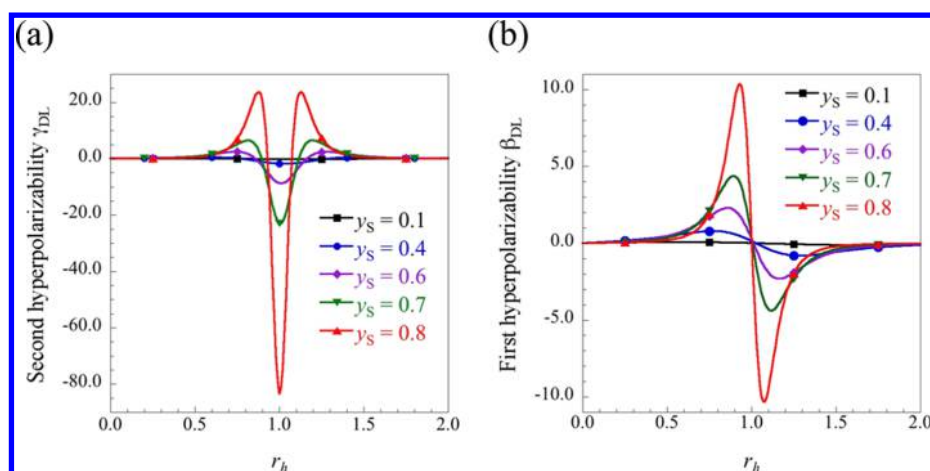 (a)
Second hyperpolarizability γDL
20.0
0.0
-20.0
-40.0
-60.0
-80.0
yS = 0.1
yS = 0.4
yS = 0.6
yS = 0.7
yS = 0.8
0.0 0.5 1.0 1.5 2.0
rh
(b)
First hyperpolarizability βDL
10.0
5.0
0.0
-5.0
-10.0
yS = 0.1
yS = 0.4
yS = 0.6
yS = 0.7
yS = 0.8
0.0 0.5 1.0 1.5 2.0
rh